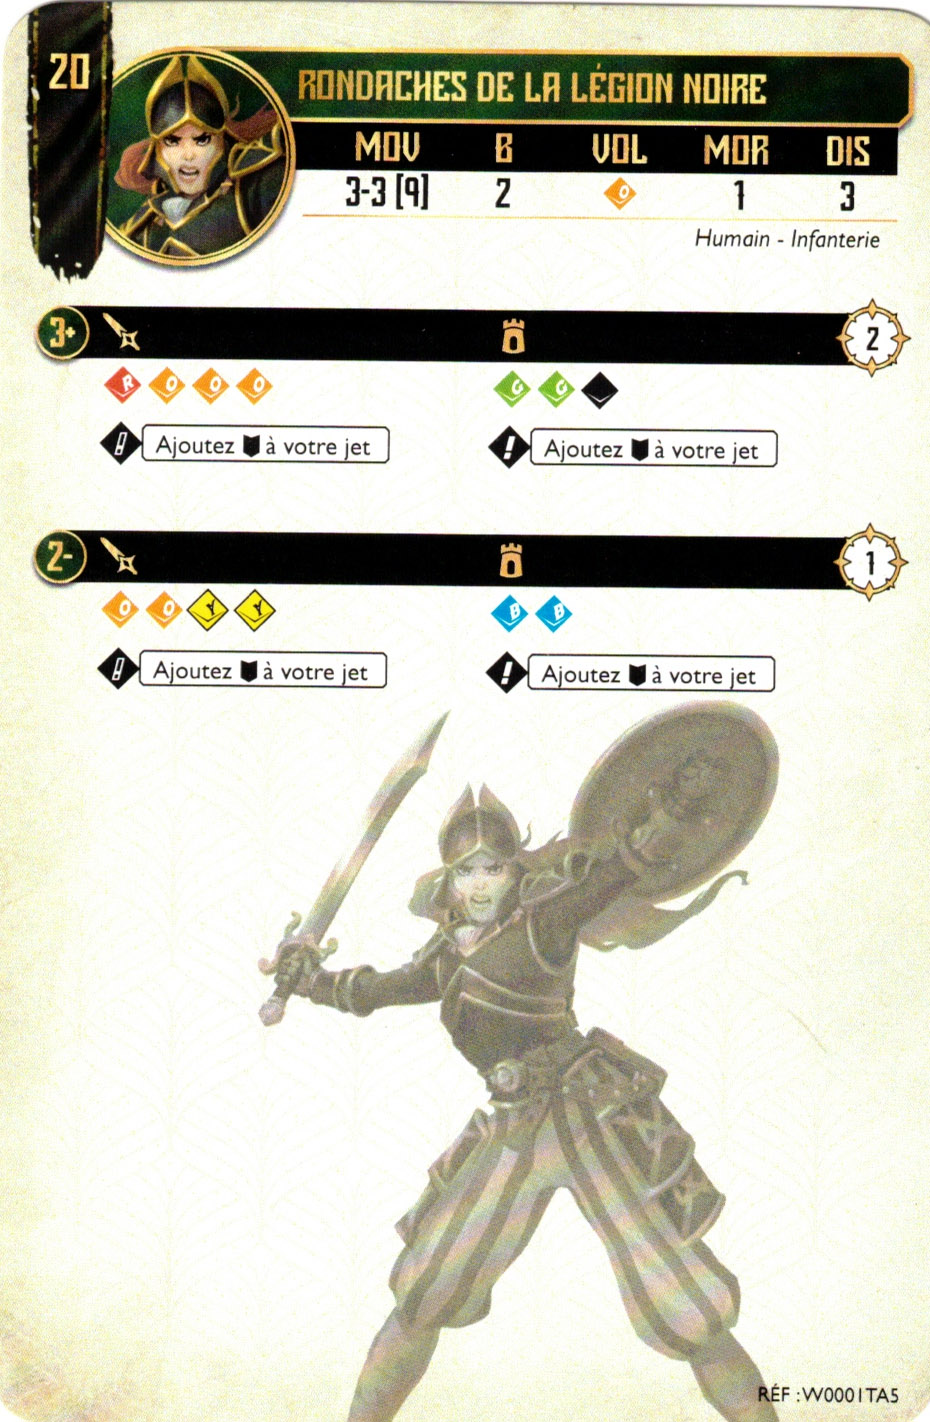 20
RONDACHES DE LA LÉGION NOIRE
MOV B VOL MOR DIS
3-3 [9] 2 O 1 3
Humain - Infanterie
3+ 2
R O O O G G
! Ajoutez à votre jet ! Ajoutez à votre jet
2- 1
O O Y Y B B
! Ajoutez à votre jet ! Ajoutez à votre jet
RÉF : W0001TA5